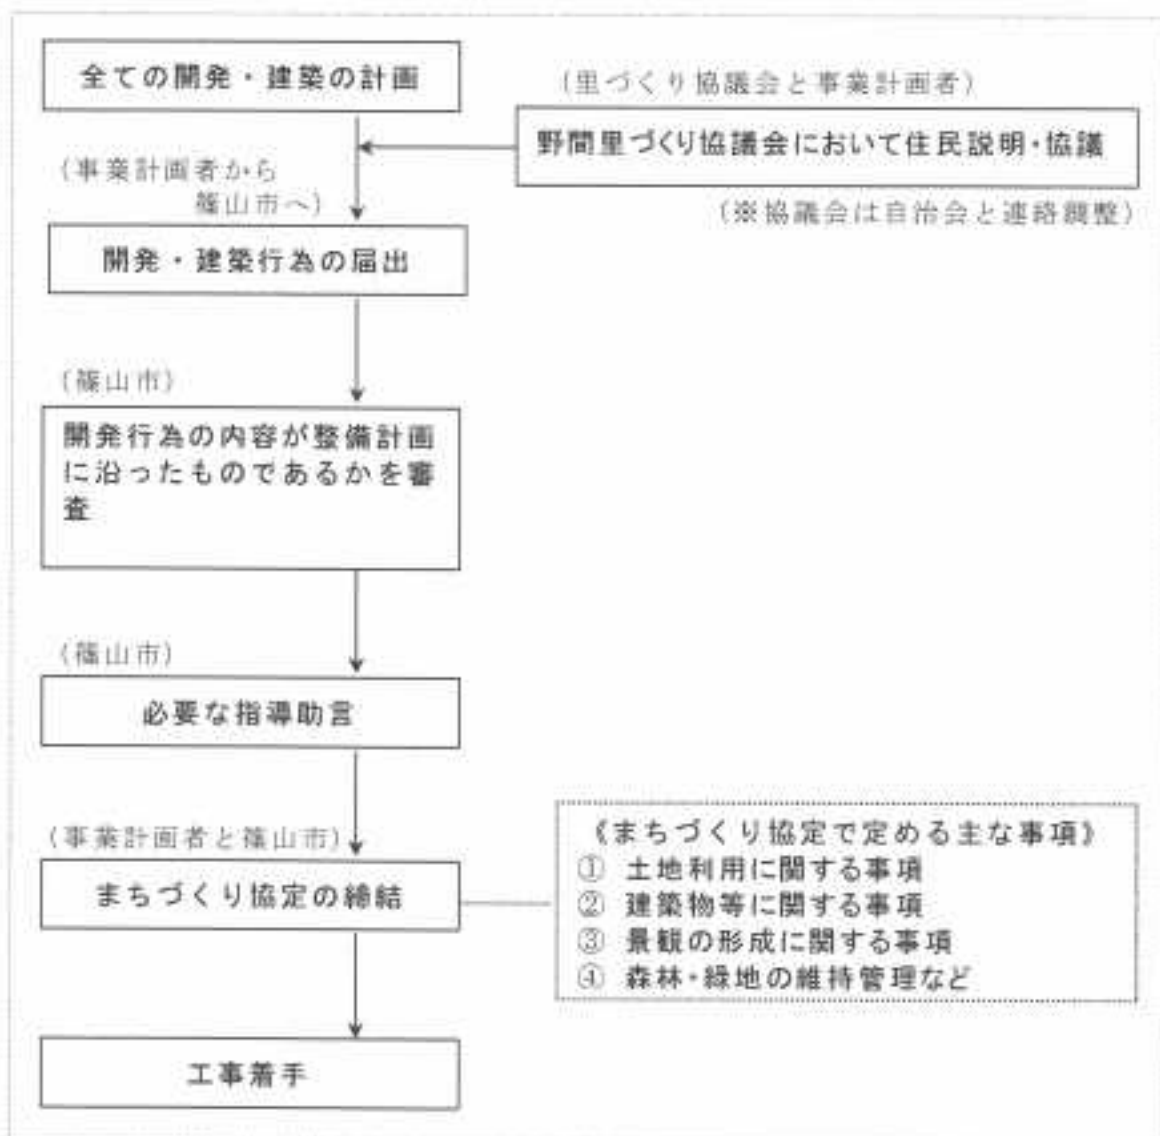 全ての開発・建築の計画
(里づくり協議会と事業計画者)
野間里づくり協議会において住民説明・協議
(※協議会は自治会と連絡調整)
(事業計画者から
篠山市へ)
開発・建築行為の届出
(篠山市)
開発行為の内容が整備計画
に沿ったものであるかを審
査
(篠山市)
必要な指導助言
(事業計画者と篠山市)
まちづくり協定の締結
《まちづくり協定で定める主な事項》
① 土地利用に関する事項
② 建築物等に関する事項
③ 景観の形成に関する事項
④ 森林・緑地の維持管理など
工事着手